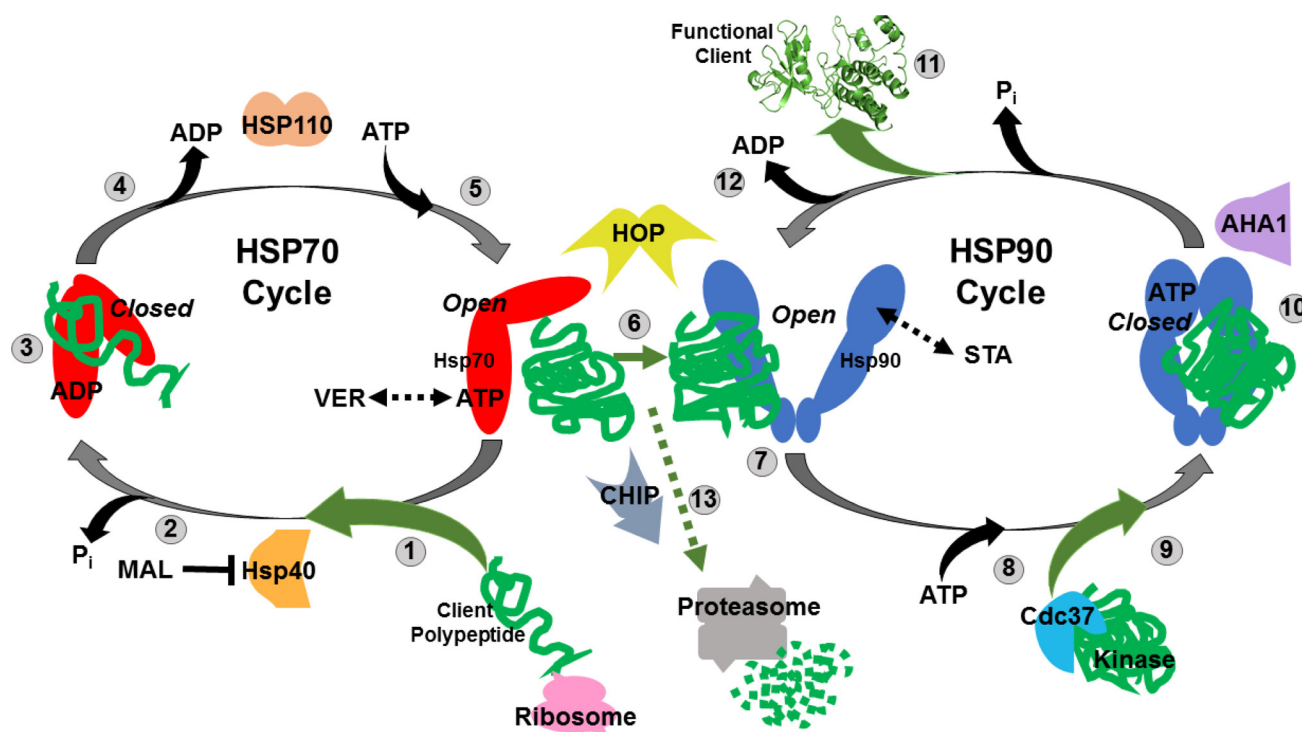 Functional
Client
11
Pi
ADP
HSP110
ATP
ADP
12
4
5
HOP
AHA1
HSP70
Cycle
HSP90
Cycle
Closed
Open
Open
ATP
Closed
10
3
6
Hsp70
Hsp90
STA
ADP
VER
ATP
7
CHIP
13
Pi
2
MAL
Hsp40
1
8
9
ATP
Client
Polypeptide
Proteasome
Cdc37
Kinase
Ribosome